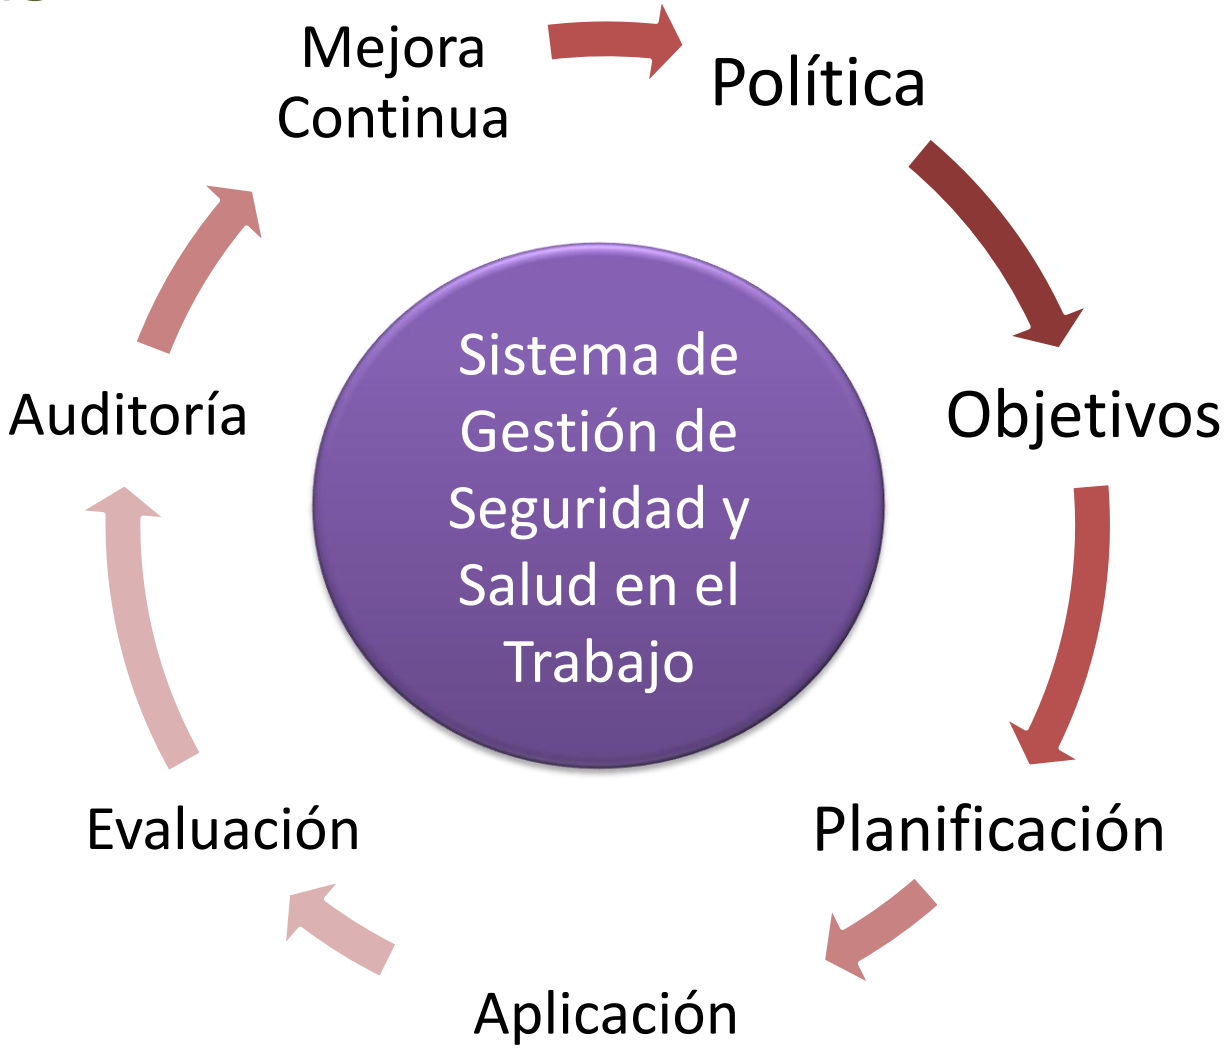 Mejora
Continua
Política
Objetivos
Planificación
Aplicación
Evaluación
Auditoría
Sistema de
Gestión de
Seguridad y
Salud en el
Trabajo